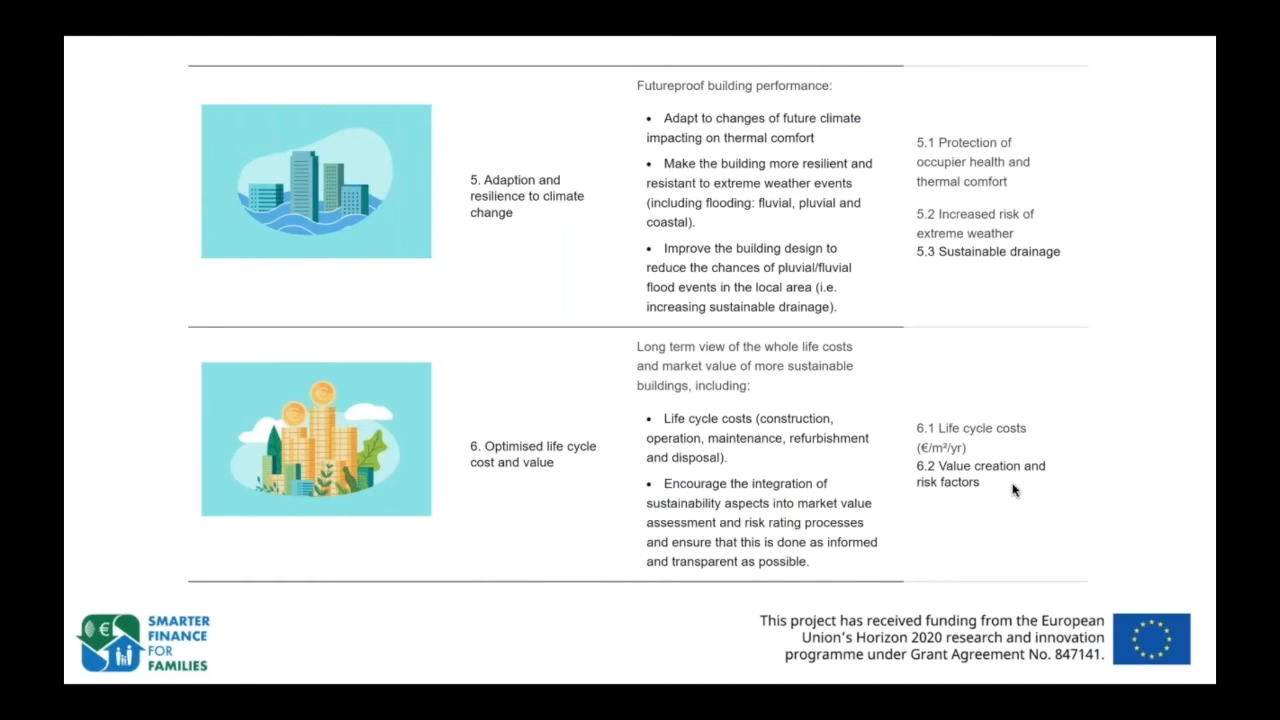 Futureproof building performance:
• Adapt to changes of future climate
impacting on thermal comfort
• Make the building more resilient and
resistant to extreme weather events
(including flooding: fluvial, pluvial and
coastal).
• Improve the building design to
reduce the chances of pluvial/fluvial
flood events in the local area (i.e.
increasing sustainable drainage).
5. Adaption and
resilience to climate
change
5.1 Protection of
occupier health and
thermal comfort
5.2 Increased risk of
extreme weather
5.3 Sustainable drainage
Long term view of the whole life costs
and market value of more sustainable
buildings, including:
• Life cycle costs (construction,
operation, maintenance, refurbishment
and disposal).
• Encourage the integration of
sustainability aspects into market value
assessment and risk rating processes
and ensure that this is done as informed
and transparent as possible.
6. Optimised life cycle
cost and value
6.1 Life cycle costs
(€/m²/yr)
6.2 Value creation and
risk factors
SMARTER
FINANCE
FOR
FAMILIES
This project has received funding from the European
Union's Horizon 2020 research and innovation
programme under Grant Agreement No. 847141.